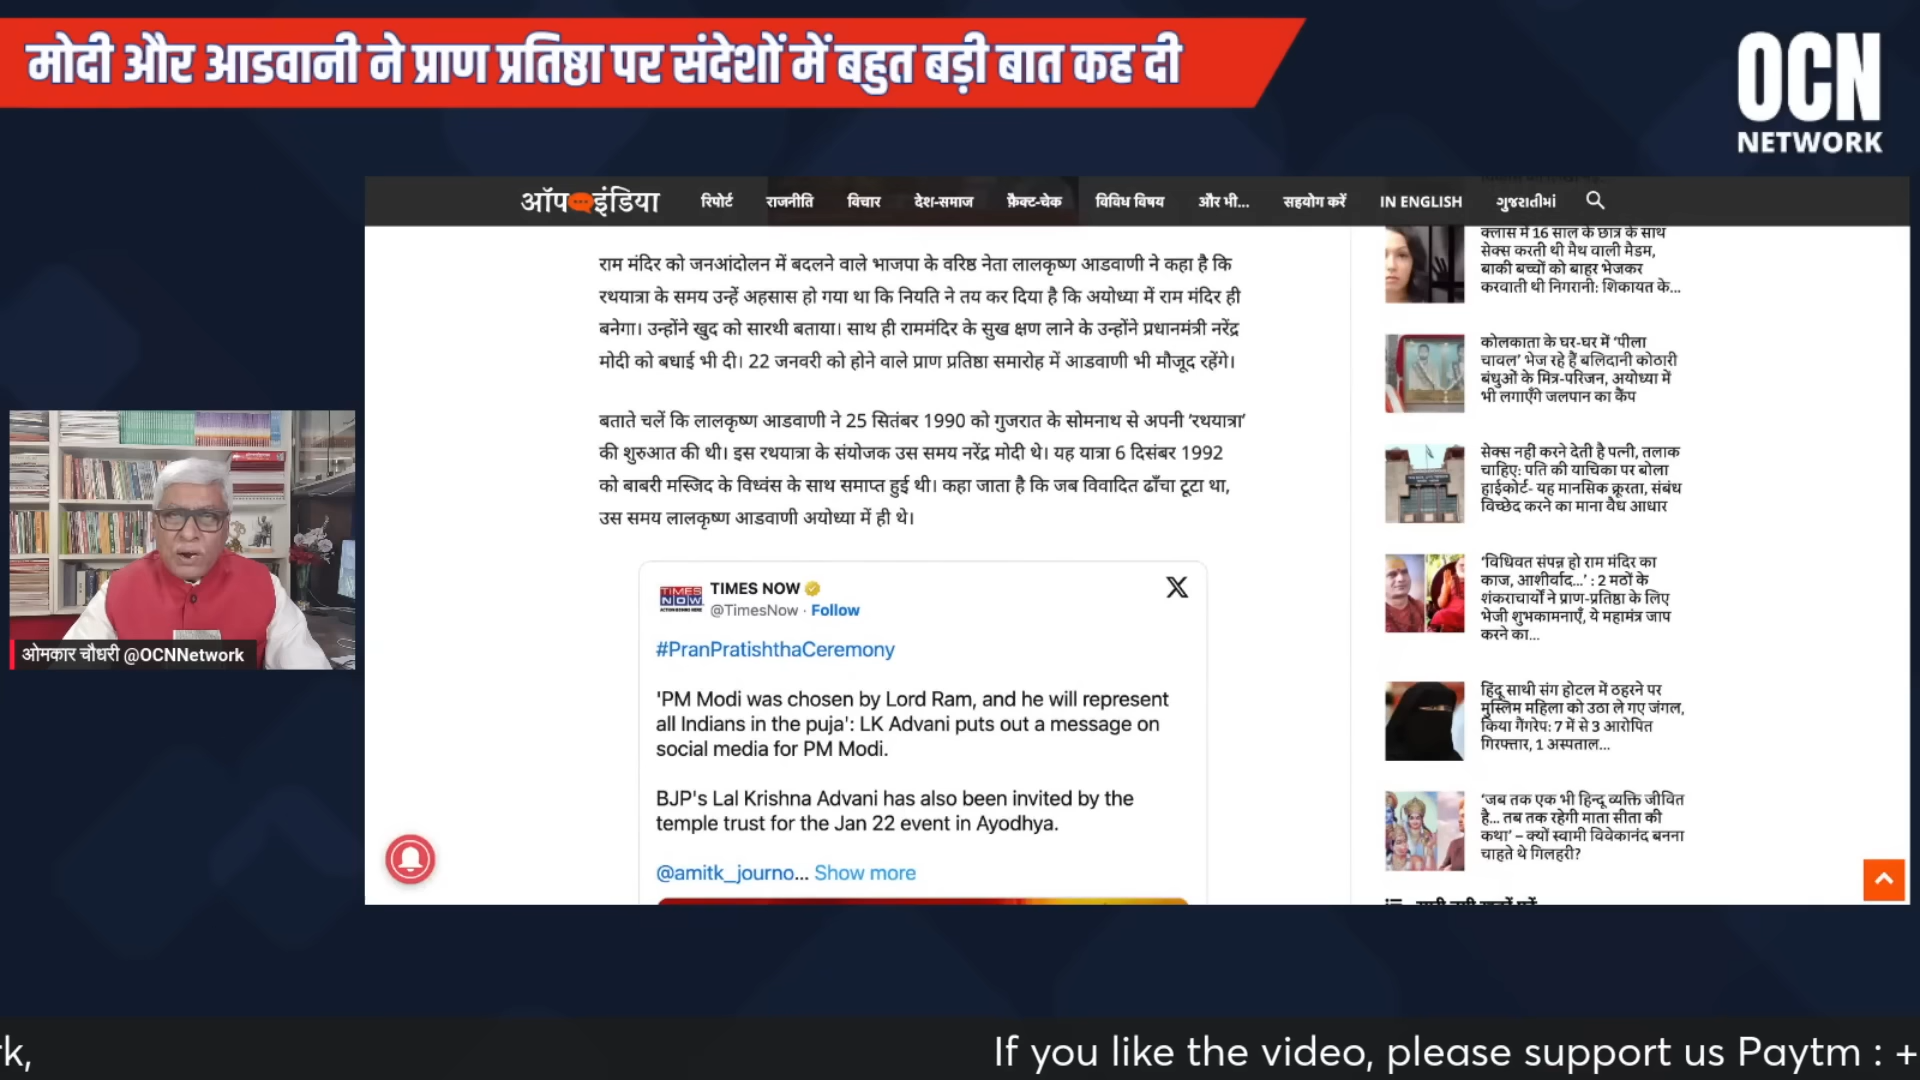 मोदी और आडवानी ने प्राण प्रतिष्ठा पर संदेशों में बहुत बड़ी बात कह दी
OCN
NETWORK
ऑपइंडिया
रिपोर्ट राजनीति विचार देश-समाज फ़ैक्ट-चेक विविध विषय और भी... सहयोग करें IN ENGLISH ગુજરાતીમાં
राम मंदिर को जनआंदोलन में बदलने वाले भाजपा के वरिष्ठ नेता लालकृष्ण आडवाणी ने कहा है कि
रथयात्रा के समय उन्हें अहसास हो गया था कि नियति ने तय कर दिया है कि अयोध्या में राम मंदिर ही
बनेगा। उन्होंने खुद को सारथी बताया। साथ ही राममंदिर के सुख क्षण लाने के उन्होंने प्रधानमंत्री नरेंद्र
मोदी को बधाई भी दी। 22 जनवरी को होने वाले प्राण प्रतिष्ठा समारोह में आडवाणी भी मौजूद रहेंगे।
बताते चलें कि लालकृष्ण आडवाणी ने 25 सितंबर 1990 को गुजरात के सोमनाथ से अपनी ‘रथयात्रा’
की शुरुआत की थी। इस रथयात्रा के संयोजक उस समय नरेंद्र मोदी थे। यह यात्रा 6 दिसंबर 1992
को बाबरी मस्जिद के विध्वंस के साथ समाप्त हुई थी। कहा जाता है कि जब विवादित ढाँचा टूटा था,
उस समय लालकृष्ण आडवाणी अयोध्या में ही थे।
TIMES NOW
@TimesNow · Follow
#PranPratishthaCeremony
'PM Modi was chosen by Lord Ram, and he will represent
all Indians in the puja': LK Advani puts out a message on
social media for PM Modi.
BJP's Lal Krishna Advani has also been invited by the
temple trust for the Jan 22 event in Ayodhya.
@amitk_journo... Show more
क्लास में 16 साल के छात्र के साथ
सेक्स करती थी मैथ वाली मैडम,
बाकी बच्चों को बाहर भेजकर
करवाती थी निगरानी: शिकायत के...
कोलकाता के घर-घर में ‘पीला
चावल’ भेज रहे हैं बलिदानी कोठारी
बंधुओं के मित्र-परिजन, अयोध्या में
भी लगाएँगे जलपान का कैंप
सेक्स नहीं करने देती है पत्नी, तलाक
चाहिए: पति की याचिका पर बोला
हाईकोर्ट- यह मानसिक क्रूरता, संबंध
विच्छेद करने का माना वैध आधार
‘विधिवत संपन्न हो राम मंदिर का
काज, आशीर्वाद...’ : 2 मठों के
शंकराचार्यों ने प्राण-प्रतिष्ठा के लिए
भेजी शुभकामनाएँ, ये महामंत्र जाप
करने का...
हिंदू साथी संग होटल में ठहरने पर
मुस्लिम महिला को उठा ले गए जंगल,
किया गैंगरेप: 7 में से 3 आरोपित
गिरफ्तार, 1 अस्पताल...
‘जब तक एक भी हिन्दू व्यक्ति जीवित
है... तब तक रहेगी माता सीता की
कथा’ – क्यों स्वामी विवेकानंद बनना
चाहते थे गिलहरी?
ओमकार चौधरी @OCNNetwork
rk,
If you like the video, please support us Paytm : +